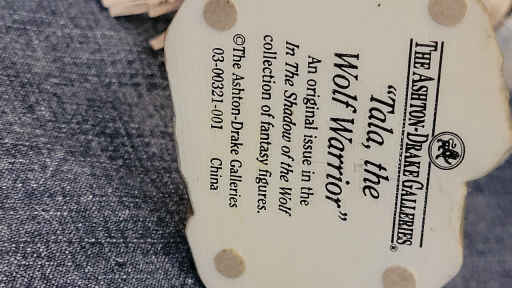 THE ASHTON-DRAKE GALLERIES®
"Tala, the
Wolf Warrior"
An original issue in the
In The Shadow of the Wolf
collection of fantasy figures.
©The Ashton-Drake Galleries
03-00321-001 China